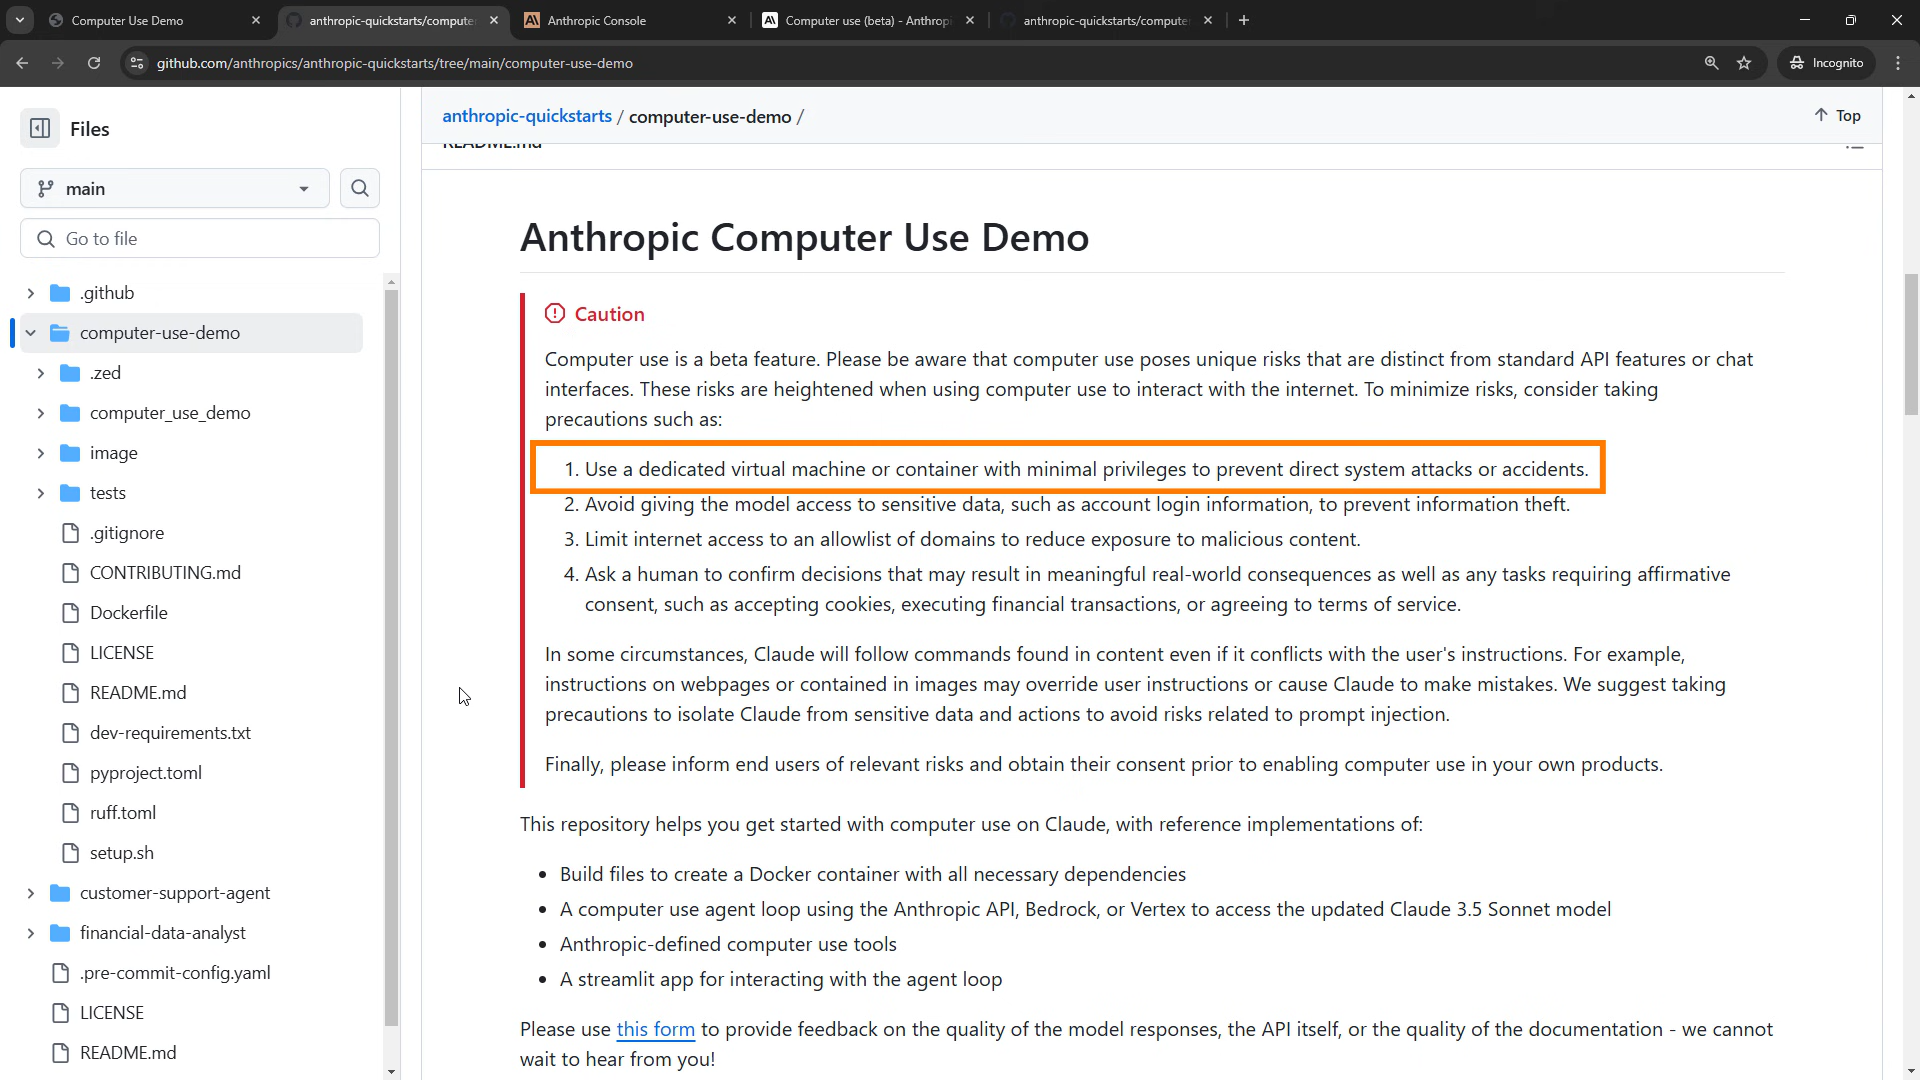 Computer Use Demo
anthropic-quickstarts/compute
Anthropic Console
Computer use (beta) - Anthrop
anthropic-quickstarts/compute
github.com/anthropics/anthropic-quickstarts/tree/main/computer-use-demo
Incognito
Files
main
Go to file
.github
computer-use-demo
.zed
computer_use_demo
image
tests
.gitignore
CONTRIBUTING.md
Dockerfile
LICENSE
README.md
dev-requirements.txt
pyproject.toml
ruff.toml
setup.sh
customer-support-agent
financial-data-analyst
.pre-commit-config.yaml
LICENSE
README.md
anthropic-quickstarts / computer-use-demo /
Top
README.md
Anthropic Computer Use Demo
Caution
Computer use is a beta feature. Please be aware that computer use poses unique risks that are distinct from standard API features or chat
interfaces. These risks are heightened when using computer use to interact with the internet. To minimize risks, consider taking
precautions such as:
1. Use a dedicated virtual machine or container with minimal privileges to prevent direct system attacks or accidents.
2. Avoid giving the model access to sensitive data, such as account login information, to prevent information theft.
3. Limit internet access to an allowlist of domains to reduce exposure to malicious content.
4. Ask a human to confirm decisions that may result in meaningful real-world consequences as well as any tasks requiring affirmative
consent, such as accepting cookies, executing financial transactions, or agreeing to terms of service.
In some circumstances, Claude will follow commands found in content even if it conflicts with the user's instructions. For example,
instructions on webpages or contained in images may override user instructions or cause Claude to make mistakes. We suggest taking
precautions to isolate Claude from sensitive data and actions to avoid risks related to prompt injection.
Finally, please inform end users of relevant risks and obtain their consent prior to enabling computer use in your own products.
This repository helps you get started with computer use on Claude, with reference implementations of:
• Build files to create a Docker container with all necessary dependencies
• A computer use agent loop using the Anthropic API, Bedrock, or Vertex to access the updated Claude 3.5 Sonnet model
• Anthropic-defined computer use tools
• A streamlit app for interacting with the agent loop
Please use this form to provide feedback on the quality of the model responses, the API itself, or the quality of the documentation - we cannot
wait to hear from you!